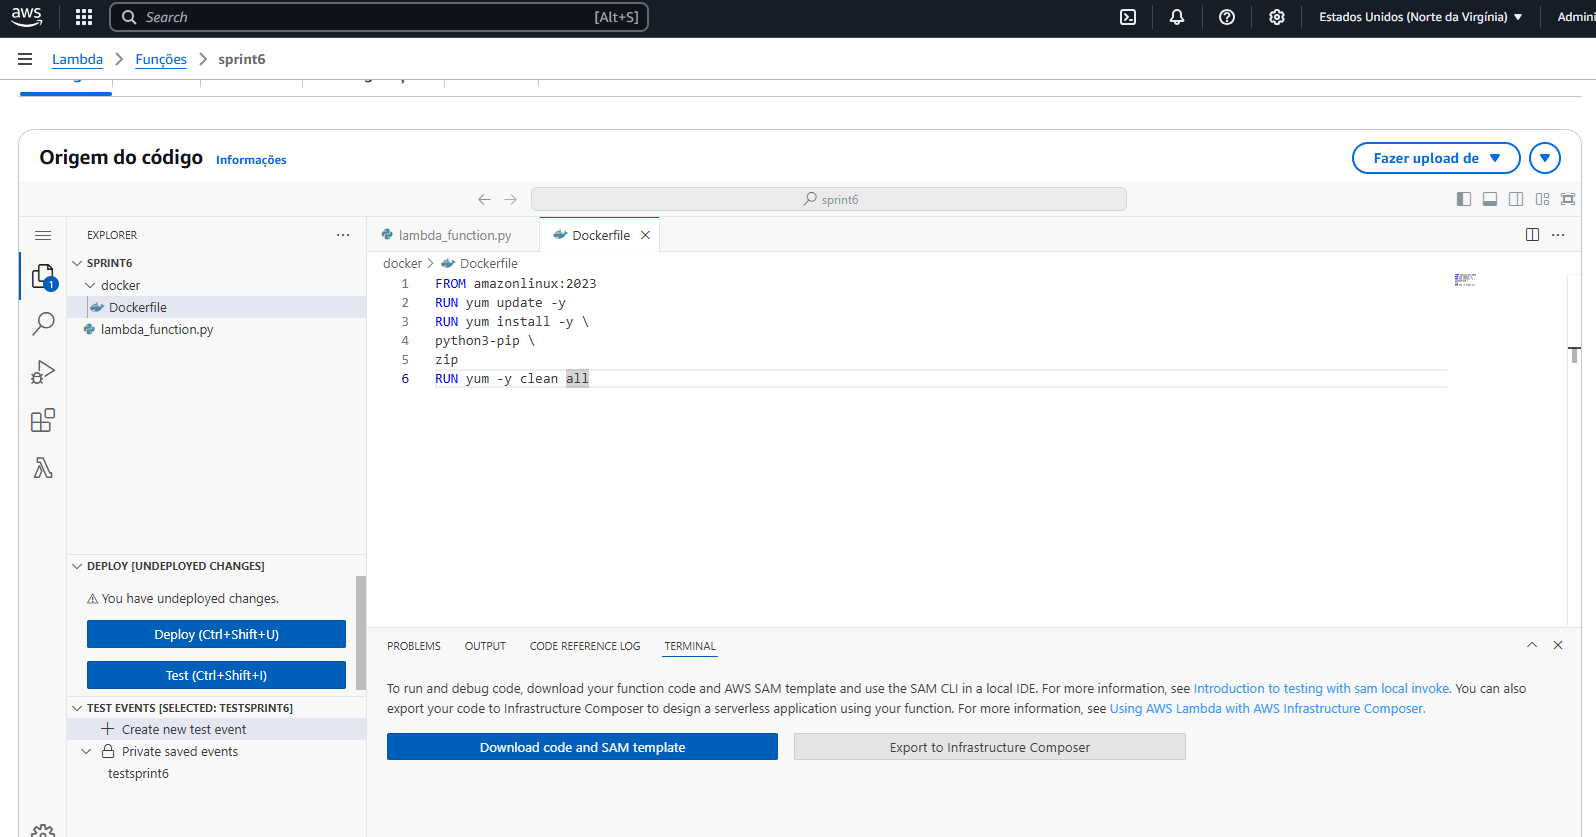 aws
Search
[Alt+S]
Estados Unidos (Norte da Virgínia)
Lambda
Funções
sprint6
Origem do código
Informações
Fazer upload de
sprint6
EXPLORER
SPRINT6
docker
Dockerfile
lambda_function.py
1
lambda_function.py
Dockerfile
docker > Dockerfile
1 FROM amazonlinux:2023
2 RUN yum update -y
3 RUN yum install -y \
4 python3-pip \
5 zip
6 RUN yum -y clean all
DEPLOY [UNDEPLOYED CHANGES]
You have undeployed changes.
Deploy (Ctrl+Shift+U)
Test (Ctrl+Shift+I)
TEST EVENTS [SELECTED: TESTSPRINT6]
Create new test event
Private saved events
testsprint6
PROBLEMS
OUTPUT
CODE REFERENCE LOG
TERMINAL
To run and debug code, download your function code and AWS SAM template and use the SAM CLI in a local IDE. For more information, see Introduction to testing with sam local invoke. You can also
export your code to Infrastructure Composer to design a serverless application using your function. For more information, see Using AWS Lambda with AWS Infrastructure Composer.
Download code and SAM template
Export to Infrastructure Composer